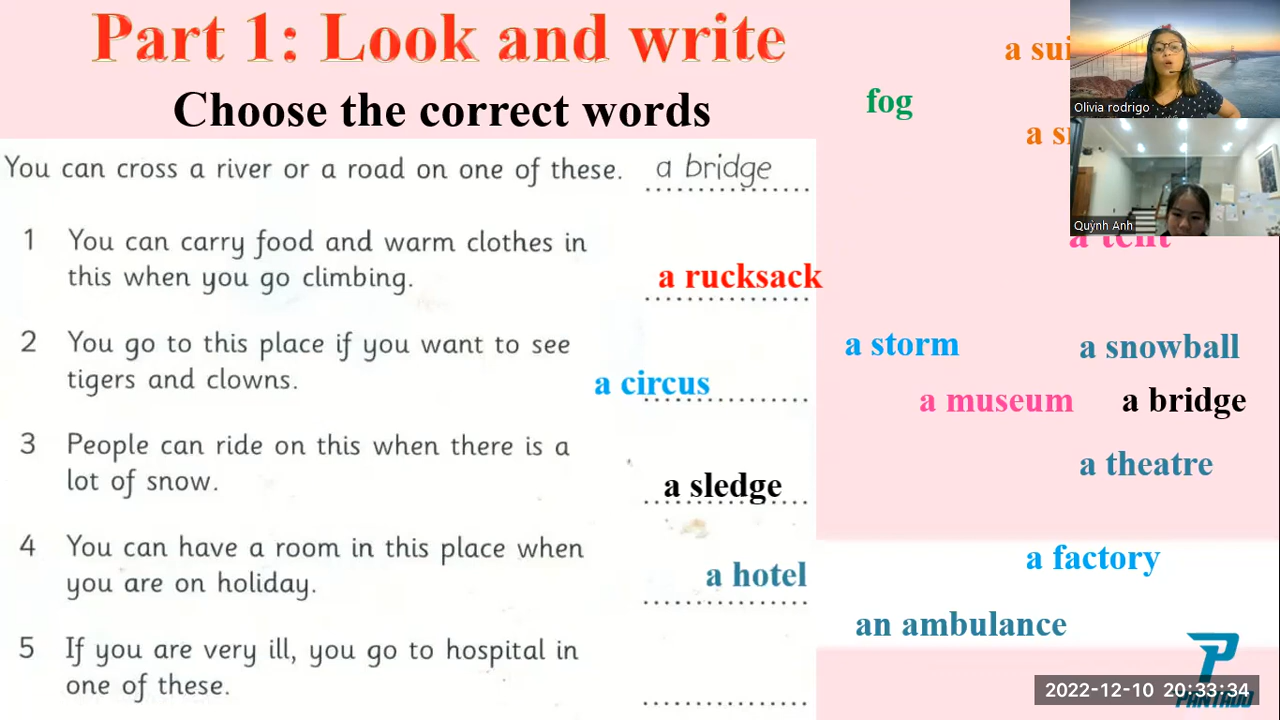 Part 1: Look and write
Choose the correct words
You can cross a river or a road on one of these. a bridge
1 You can carry food and warm clothes in
this when you go climbing.
a rucksack
2 You go to this place if you want to see
tigers and clowns.
a circus
3 People can ride on this when there is a
lot of snow.
a sledge
4 You can have a room in this place when
you are on holiday.
a hotel
5 If you are very ill, you go to hospital in
one of these.
fog
a
a
a tent
a storm
a snowball
a museum
a bridge
a theatre
a factory
an ambulance
Olivia rodrigo
Quỳnh Anh
2022-12-10 20:33:34
PANTADO